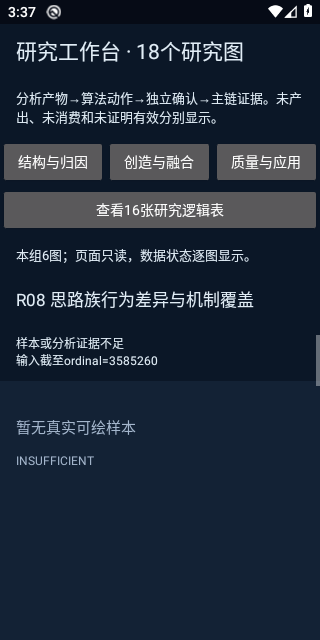 3:37
研究工作台 · 18个研究图
分析产物→算法动作→独立确认→主链证据。未产
出、未消费和未证明有效分别显示。
结构与归因
创造与融合
质量与应用
查看16张研究逻辑表
本组6图；页面只读，数据状态逐图显示。
R08 思路族行为差异与机制覆盖
样本或分析证据不足
输入截至ordinal=3585260
暂无真实可绘样本
INSUFFICIENT